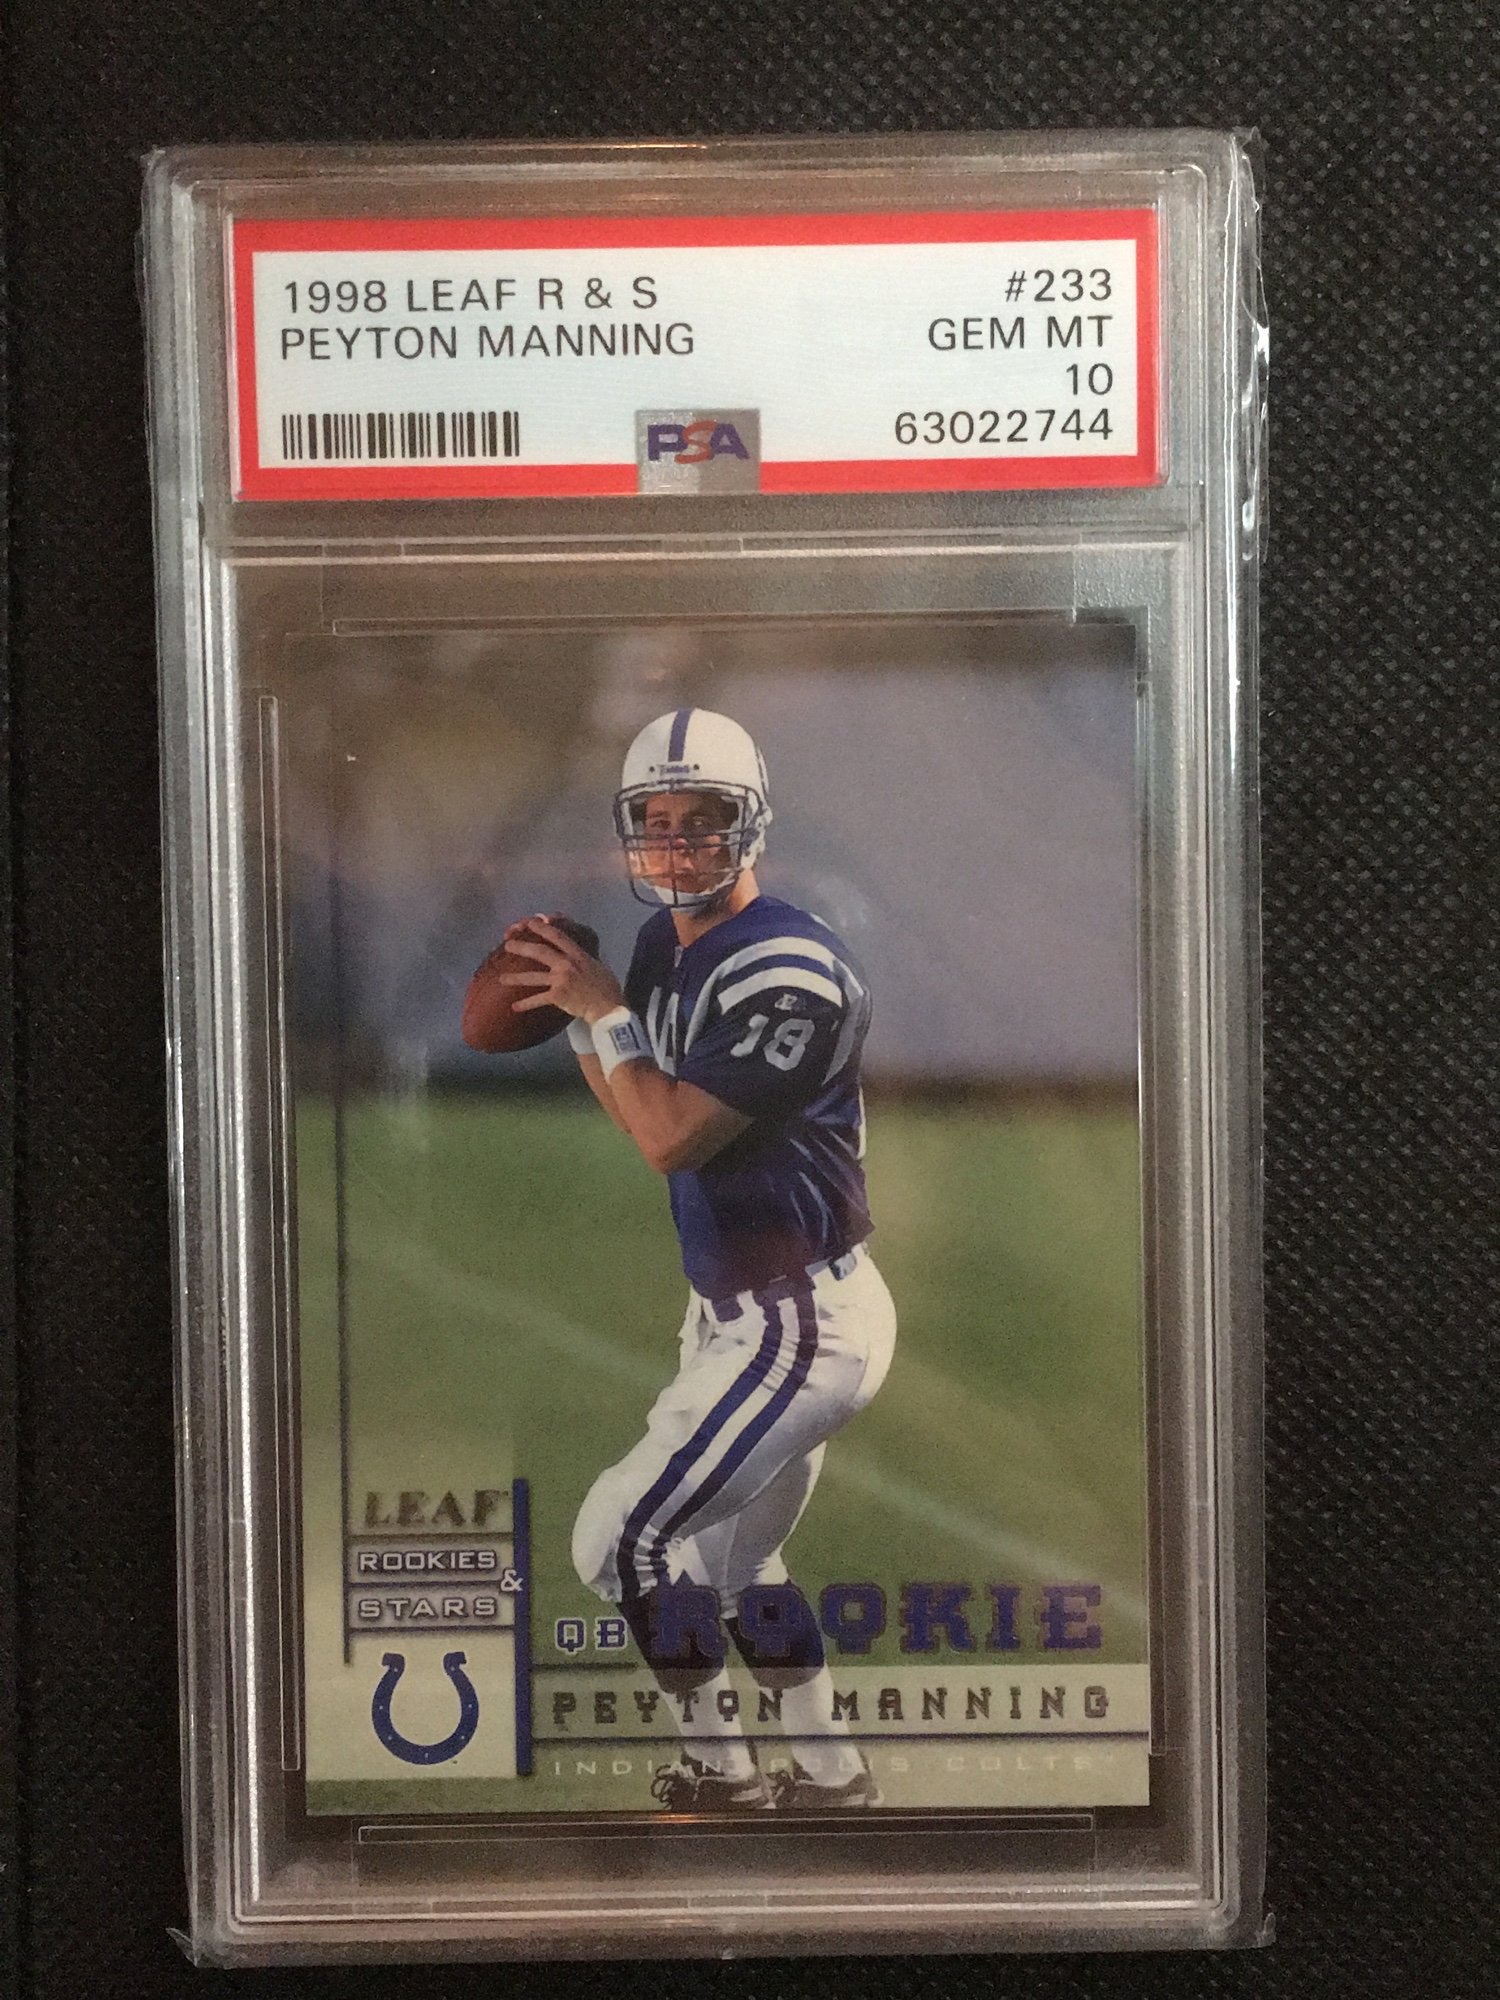 1998 LEAF R & S #233
PEYTON MANNING GEM MT
10
PSA 63022744
18
LEAF
ROOKIES
&
STARS
QB ROOKIE
PEYTON MANNING
INDIANAPOLIS COLTS